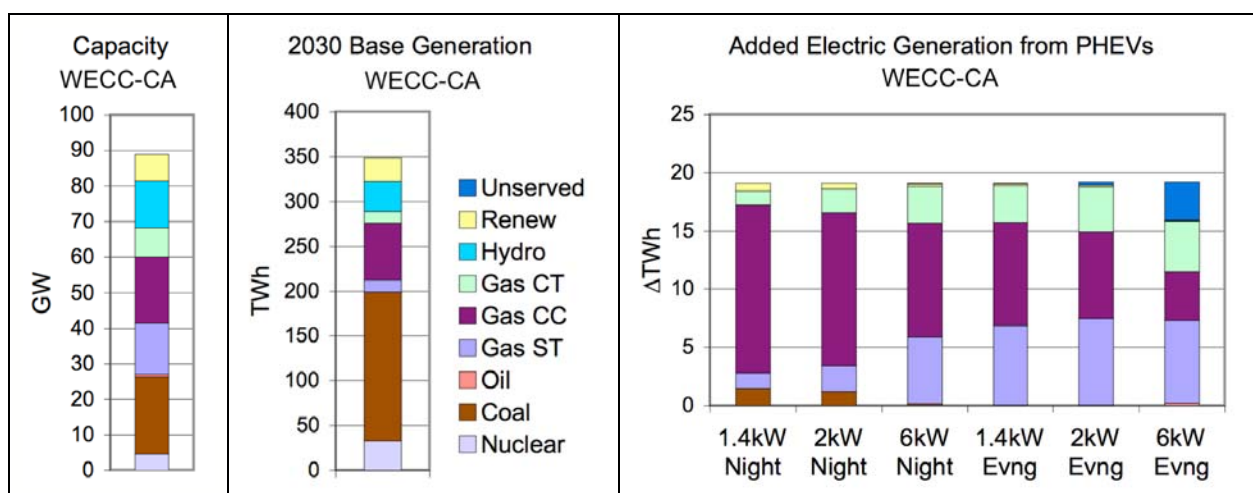 Capacity
WECC-CA
GW
100
90
80
70
60
50
40
30
20
10
0
2030 Base Generation
WECC-CA
TWh
400
350
300
250
200
150
100
50
0
Unserved
Renew
Hydro
Gas CT
Gas CC
Gas ST
Oil
Coal
Nuclear
Added Electric Generation from PHEVs
WECC-CA
ΔTWh
25
20
15
10
5
0
1.4kW
Night
2kW
Night
6kW
Night
1.4kW
Evng
2kW
Evng
6kW
Evng